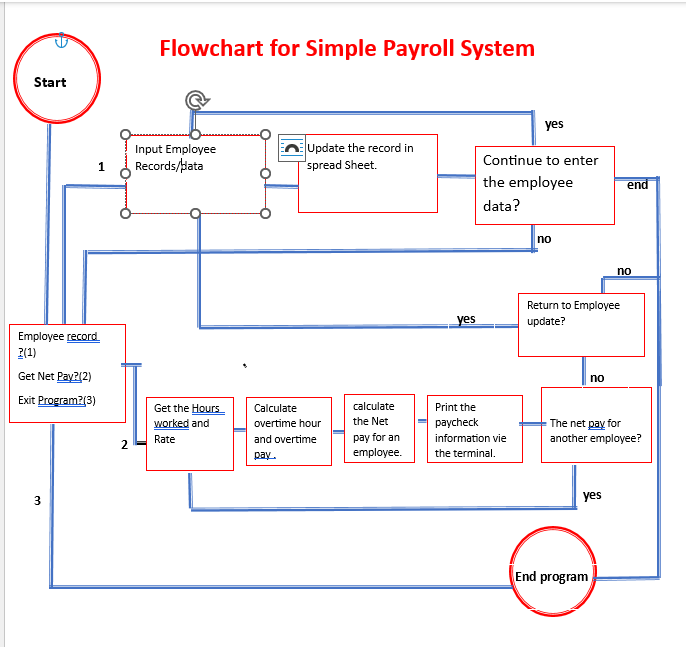 Flowchart for Simple Payroll System
Start
yes
1
Input Employee
Records/data
Update the record in
spread Sheet.
Continue to enter
the employee
data?
end
no
no
Return to Employee
update?
yes
Employee record
?(1)
Get Net Pay?(2)
Exit Program?(3)
no
2
Get the Hours
worked and
Rate
Calculate
overtime hour
and overtime
pay .
calculate
the Net
pay for an
employee.
Print the
paycheck
information vie
the terminal.
The net pay for
another employee?
3
yes
End program